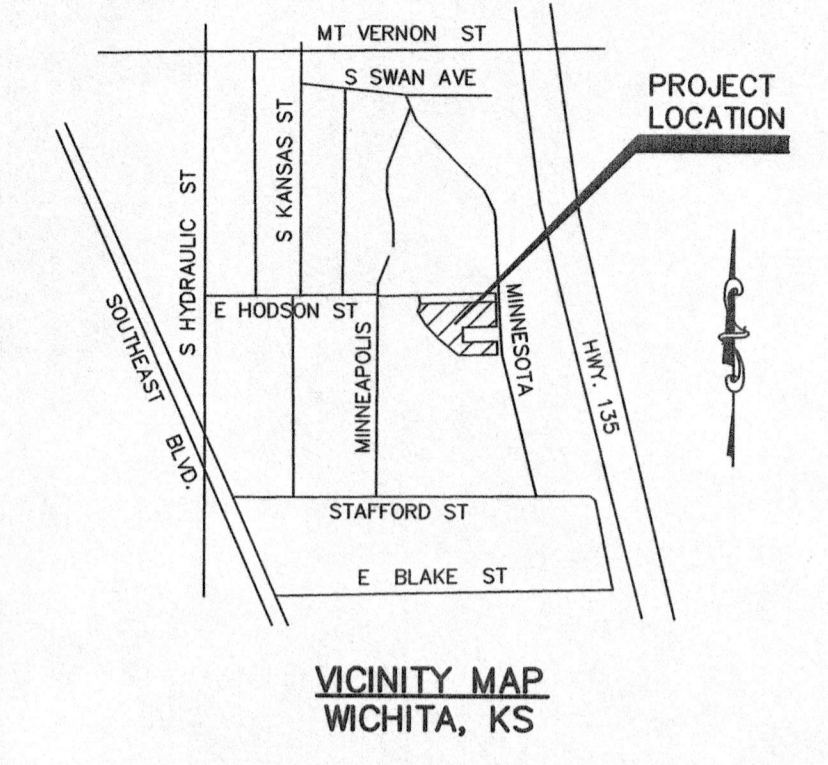 MT VERNON ST
S SWAN AVE
PROJECT
LOCATION
S KANSAS ST
S HYDRAULIC ST
E HODSON ST
MINNESOTA
SOUTHEAST BLVD.
MINNEAPOLIS
HWY. 135
STAFFORD ST
E BLAKE ST
VICINITY MAP
WICHITA, KS